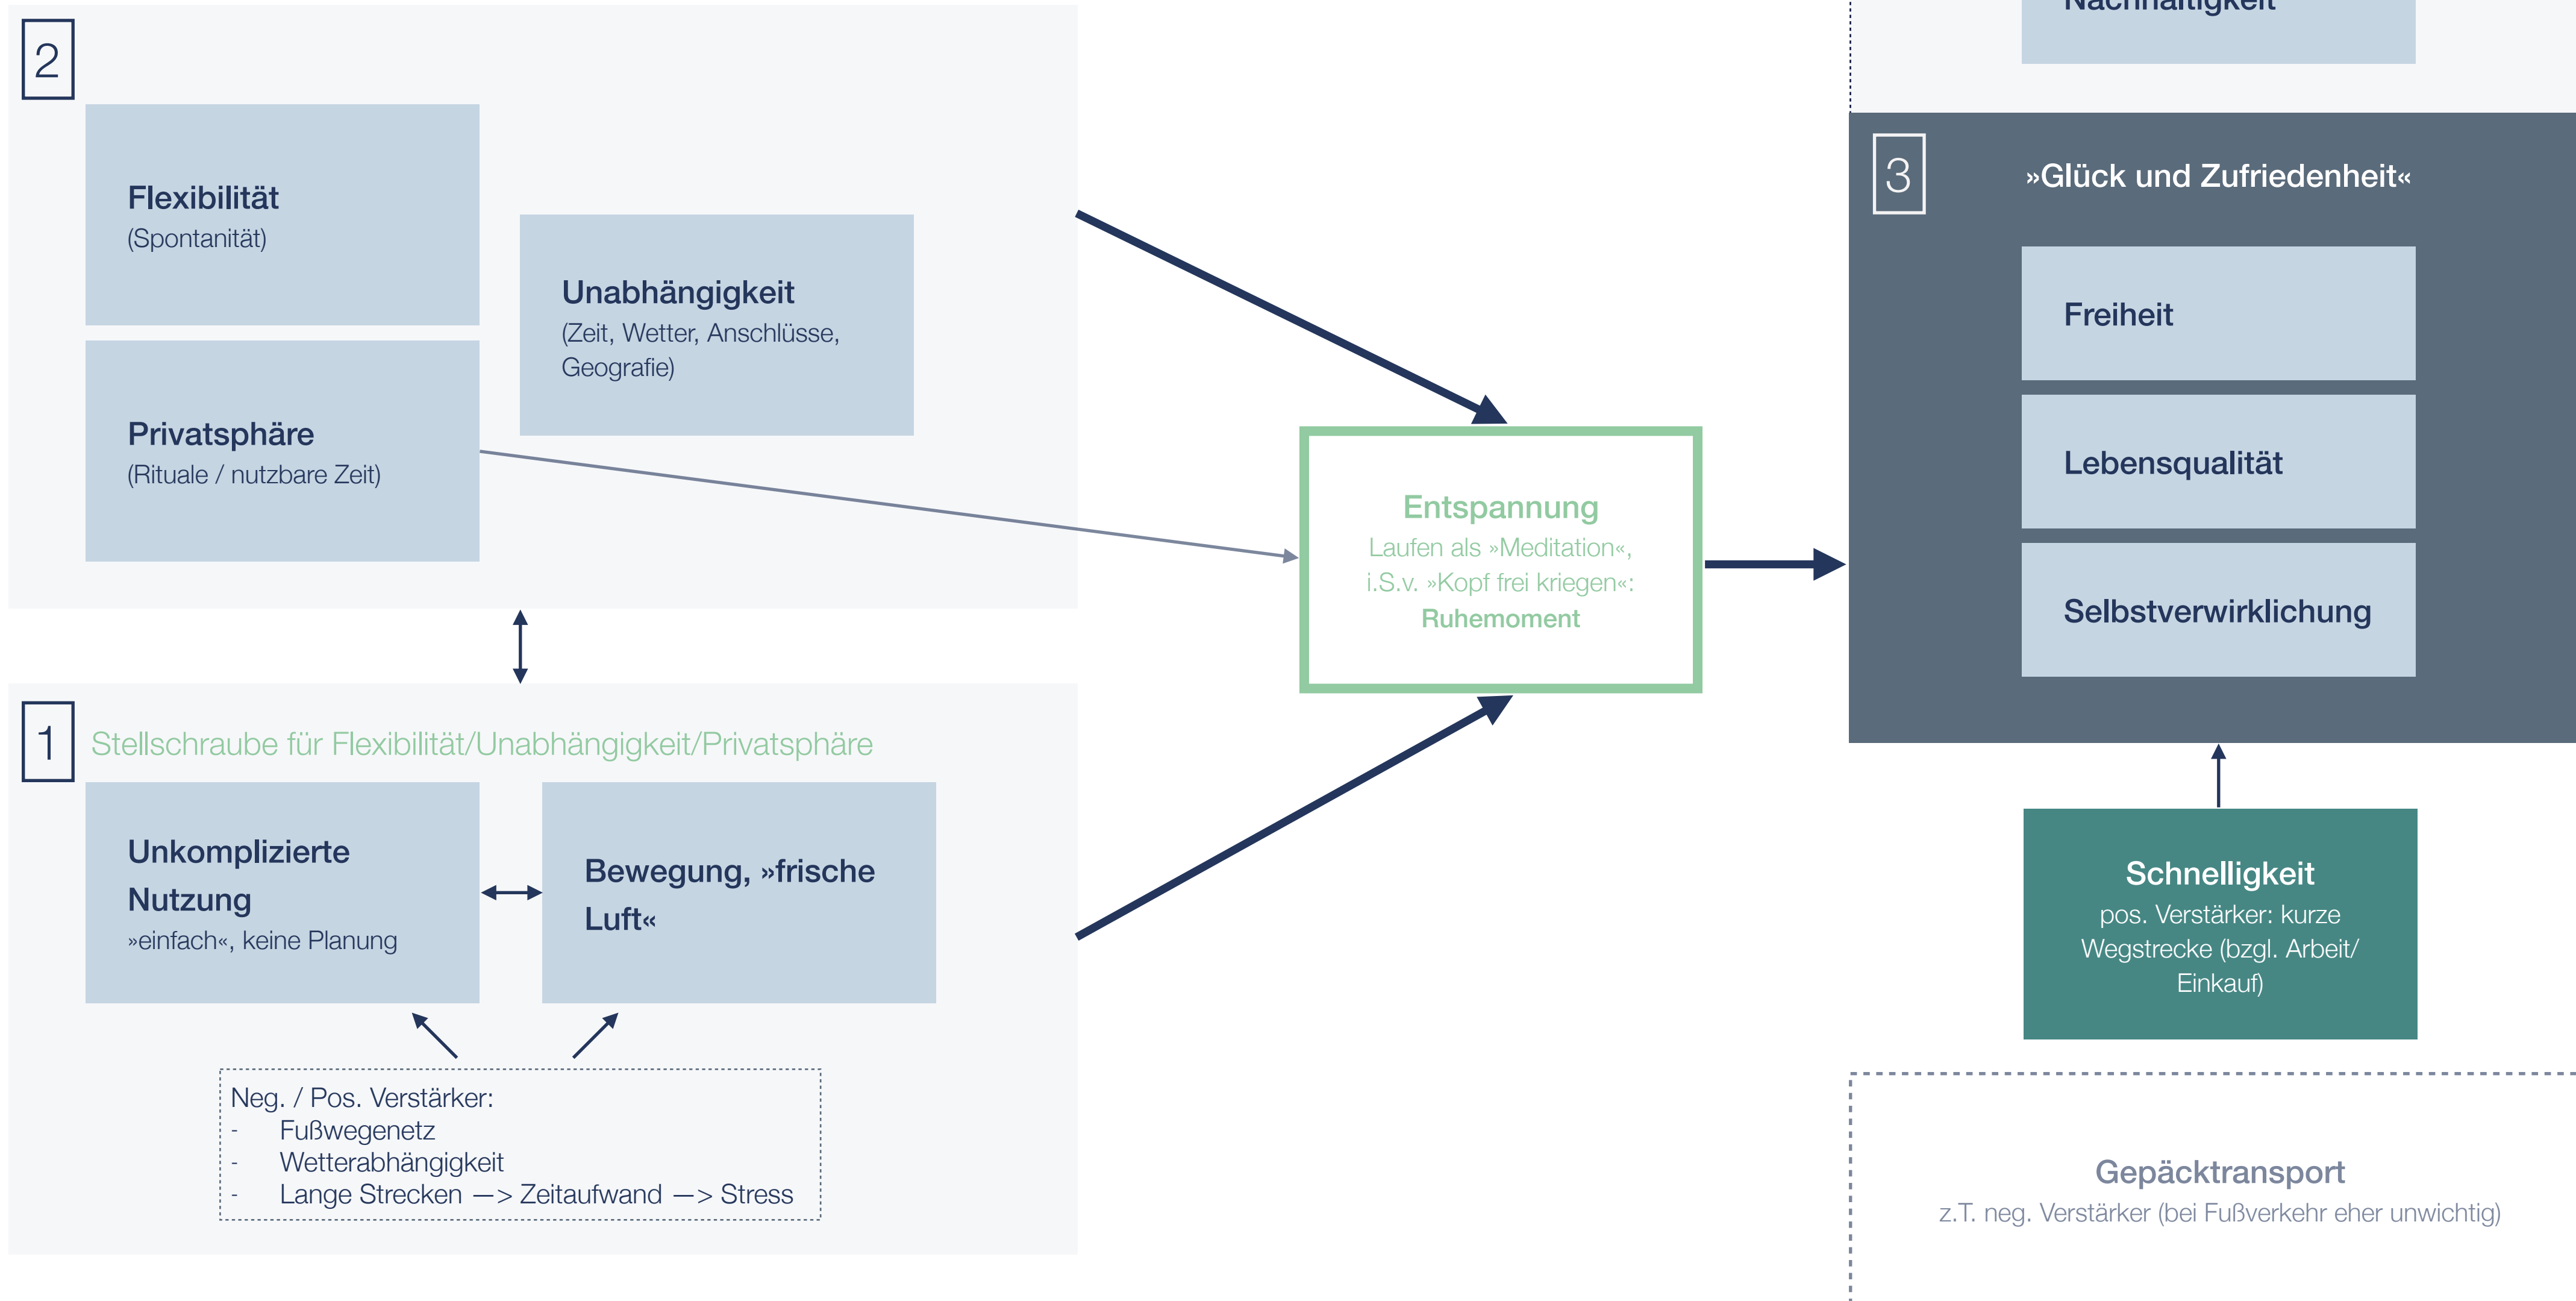 2
Flexibilität
(Spontanität)
Unabhängigkeit
(Zeit, Wetter, Anschlüsse,
Geografie)
Privatsphäre
(Rituale / nutzbare Zeit)
1
Stellschraube für Flexibilität/Unabhängigkeit/Privatsphäre
Unkomplizierte
Nutzung
»einfach«, keine Planung
Bewegung, »frische
Luft«
Neg. / Pos. Verstärker:
- Fußwegenetz
- Wetterabhängigkeit
- Lange Strecken —> Zeitaufwand —> Stress
Entspannung
Laufen als »Meditation«,
i.S.v. »Kopf frei kriegen«:
Ruhemoment
Nachhaltigkeit
3
»Glück und Zufriedenheit«
Freiheit
Lebensqualität
Selbstverwirklichung
Schnelligkeit
pos. Verstärker: kurze
Wegstrecke (bzgl. Arbeit/
Einkauf)
Gepäcktransport
z.T. neg. Verstärker (bei Fußverkehr eher unwichtig)